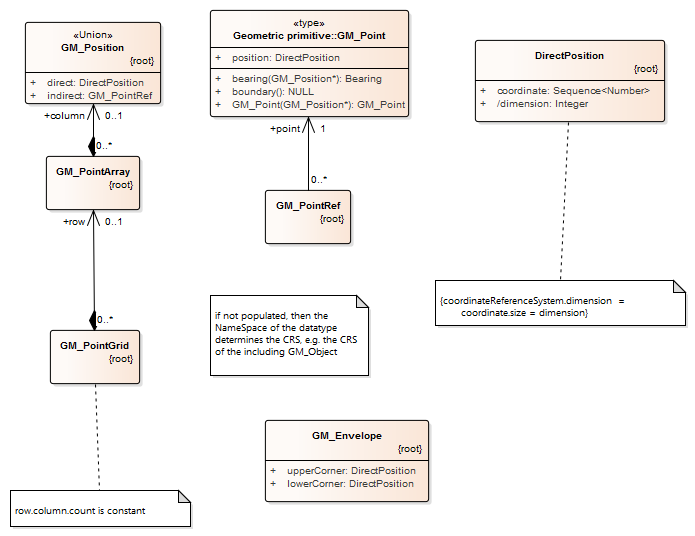 «Union»
GM_Position
{root}
+ direct: DirectPosition
+ indirect: GM_PointRef
+column 0..1
0..*
GM_PointArray
{root}
+row 0..1
0..*
GM_PointGrid
{root}
row.column.count is constant
«type»
Geometric primitive::GM_Point
+ position: DirectPosition
+ bearing(GM_Position*): Bearing
+ boundary(): NULL
+ GM_Point(GM_Position*): GM_Point
+point 1
0..*
GM_PointRef
{root}
if not populated, then the
NameSpace of the datatype
determines the CRS, e.g. the CRS
of the including GM_Object
GM_Envelope
{root}
+ upperCorner: DirectPosition
+ lowerCorner: DirectPosition
DirectPosition
{root}
+ coordinate: Sequence<Number>
+ /dimension: Integer
{coordinateReferenceSystem.dimension =
coordinate.size = dimension}